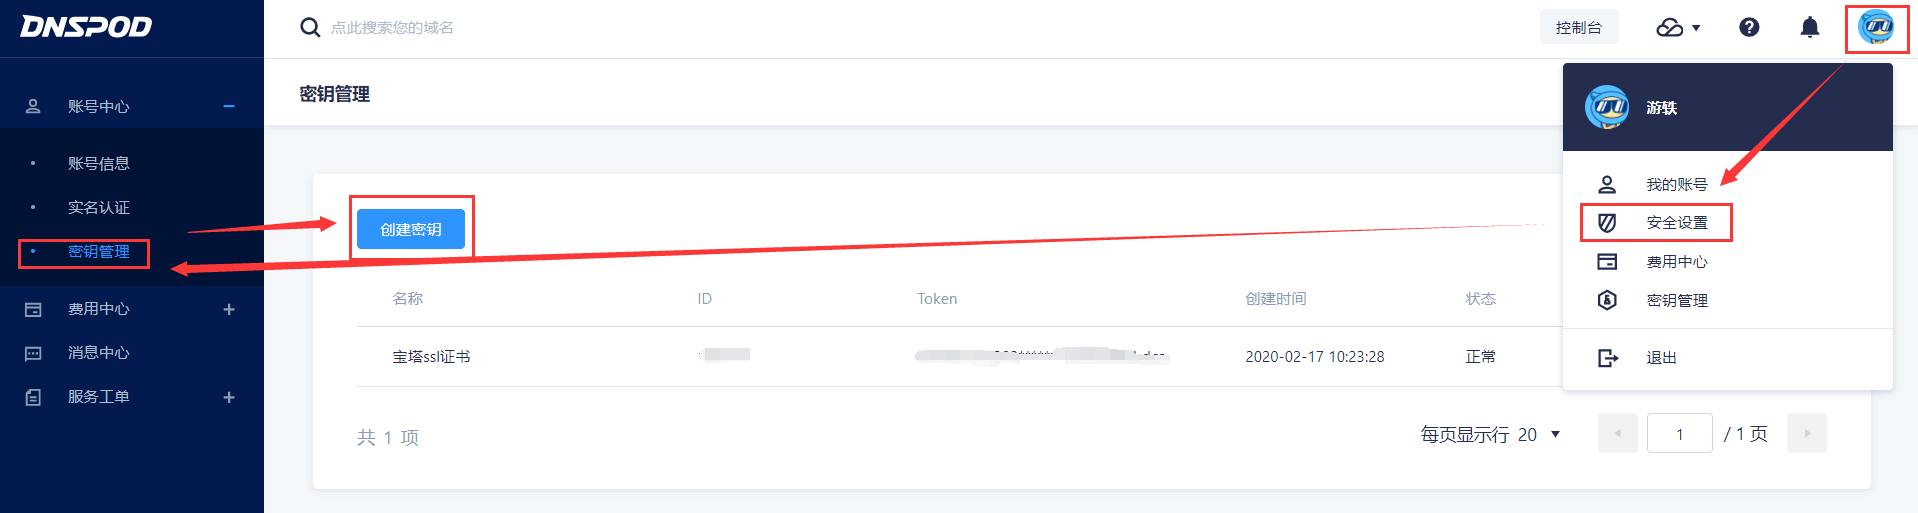 DNSPOD
点此搜索您的域名
控制台
账号中心
账号信息
实名认证
密钥管理
费用中心
消息中心
服务工单
密钥管理
创建密钥
名称 ID Token 创建时间 状态
宝塔ssl证书 2020-02-17 10:23:28 正常
共 1 项
每页显示行 20
1 / 1 页
游轶
我的账号
安全设置
费用中心
密钥管理
退出